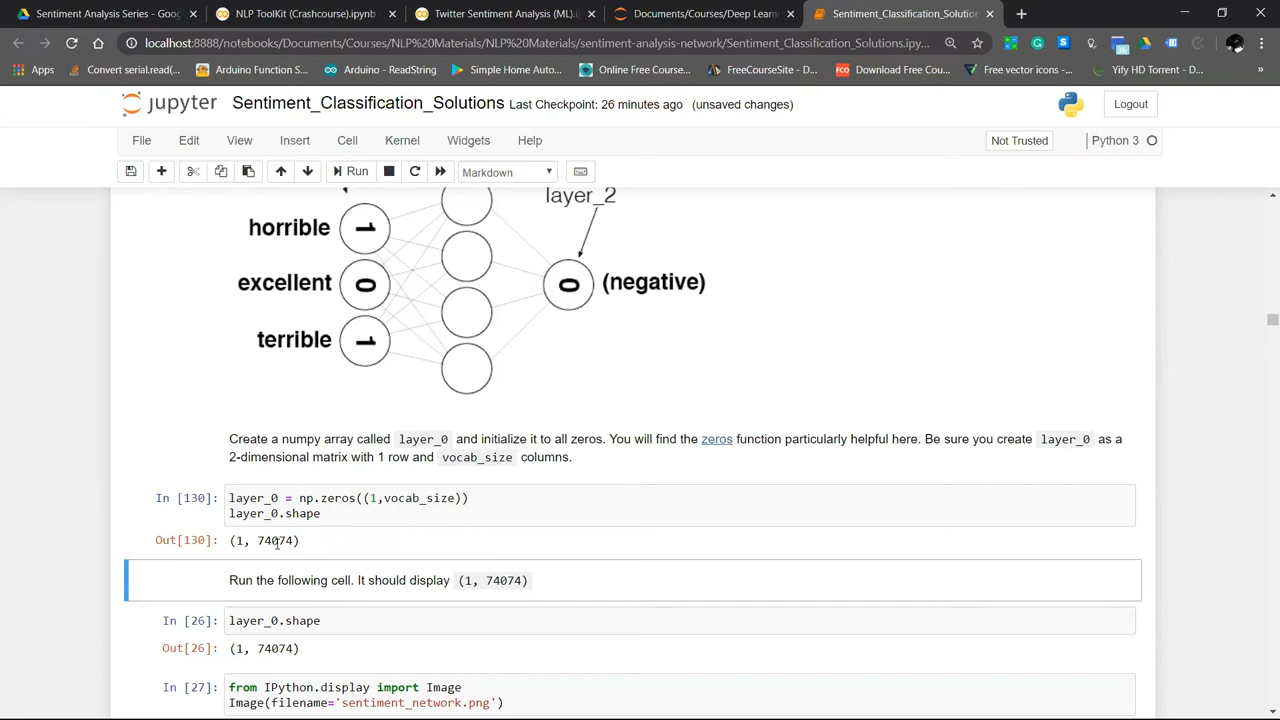 Sentiment Analysis Series - Goog
NLP ToolKit (Crashcourse).ipynb
Twitter Sentiment Analysis (ML).i
Documents/Courses/Deep Learn
Sentiment_Classification_Solution
localhost:8888/notebooks/Documents/Courses/NLP%20Materials/NLP%20Materials/sentiment-analysis-network/Sentiment_Classification_Solutions.ipy...
Apps
Convert serial.read(...
Arduino Function S...
Arduino - ReadString
Simple Home Auto...
Online Free Course...
FreeCourseSite - D...
FCO Download Free Cou...
Free vector icons -...
Yify HD Torrent - D...
jupyter Sentiment_Classification_Solutions Last Checkpoint: 26 minutes ago (unsaved changes)
Logout
File Edit View Insert Cell Kernel Widgets Help
Not Trusted
Python 3
Run
Markdown
layer_2
horrible 1
excellent 0
0 (negative)
terrible 1
Create a numpy array called layer_0 and initialize it to all zeros. You will find the zeros function particularly helpful here. Be sure you create layer_0 as a
2-dimensional matrix with 1 row and vocab_size columns.
In [130]: layer_0 = np.zeros((1,vocab_size))
layer_0.shape
Out[130]: (1, 74074)
Run the following cell. It should display (1, 74074)
In [26]: layer_0.shape
Out[26]: (1, 74074)
In [27]: from IPython.display import Image
Image(filename='sentiment_network.png')